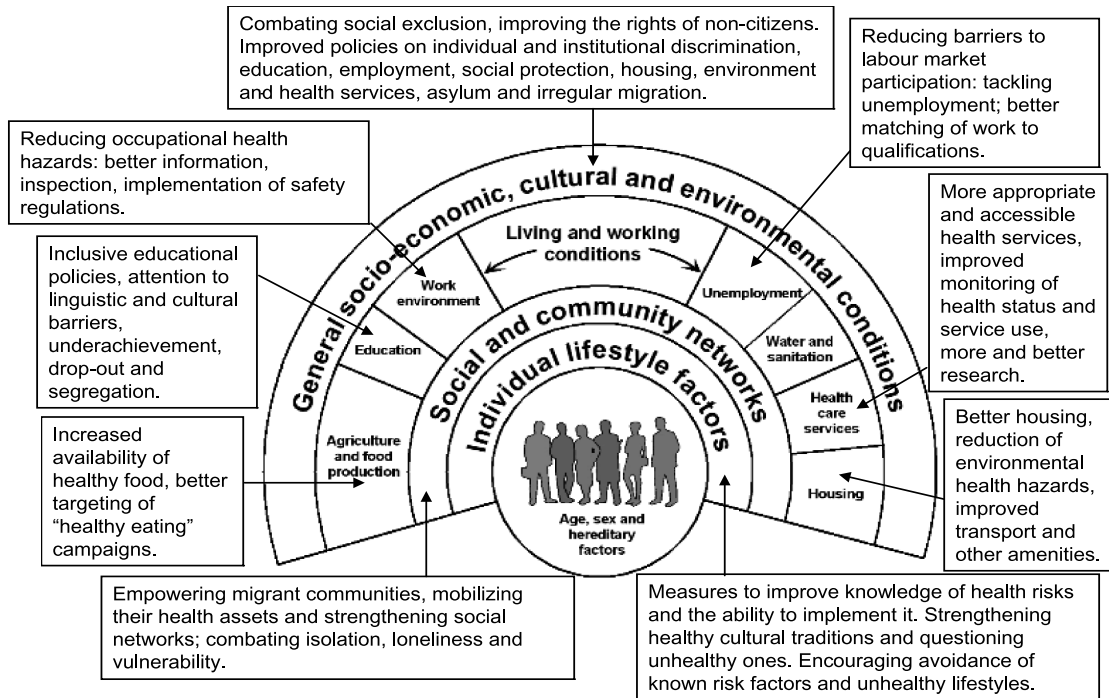 Combating social exclusion, improving the rights of non-citizens.
Improved policies on individual and institutional discrimination,
education, employment, social protection, housing, environment
and health services, asylum and irregular migration.
Reducing barriers to
labour market
participation: tackling
unemployment; better
matching of work to
qualifications.
Reducing occupational health
hazards: better information,
inspection, implementation of safety
regulations.
More appropriate
and accessible
health services,
improved
monitoring of
health status and
service use,
more and better
research.
Inclusive educational
policies, attention to
linguistic and cultural
barriers,
underachievement,
drop-out and
segregation.
Increased
availability of
healthy food, better
targeting of
“healthy eating”
campaigns.
Better housing,
reduction of
environmental
health hazards,
improved
transport and
other amenities.
General socio-economic, cultural and environmental conditions
Living and working
conditions
Agriculture
and food
production
Education
Work
environment
Unemployment
Water and
sanitation
Health
care
services
Housing
Social and community networks
Individual lifestyle factors
Age, sex and
hereditary
factors
Empowering migrant communities, mobilizing
their health assets and strengthening social
networks; combating isolation, loneliness and
vulnerability.
Measures to improve knowledge of health risks
and the ability to implement it. Strengthening
healthy cultural traditions and questioning
unhealthy ones. Encouraging avoidance of
known risk factors and unhealthy lifestyles.